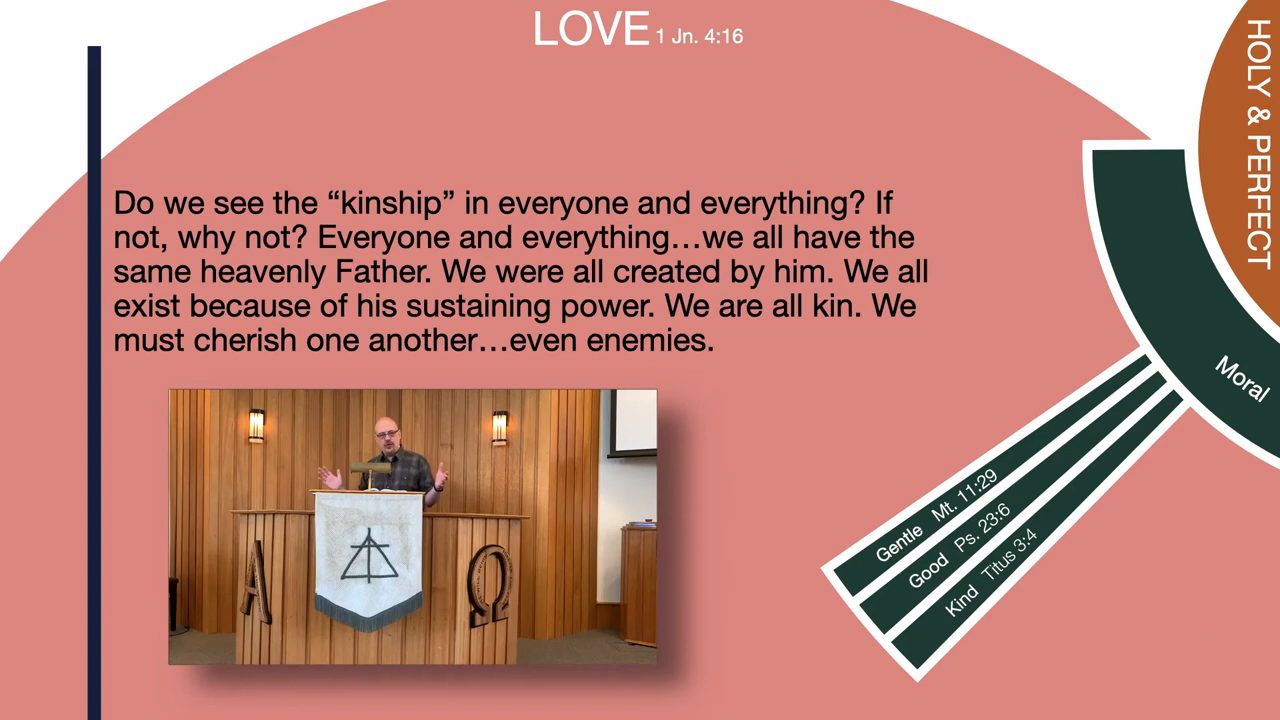 LOVE 1 Jn. 4:16
HOLY & PERFECT
Do we see the “kinship” in everyone and everything? If
not, why not? Everyone and everything…we all have the
same heavenly Father. We were all created by him. We all
exist because of his sustaining power. We are all kin. We
must cherish one another…even enemies.
Moral
Gentle Mt. 11:29
Good Ps. 23:6
Kind Titus 3:4
Α
Ω